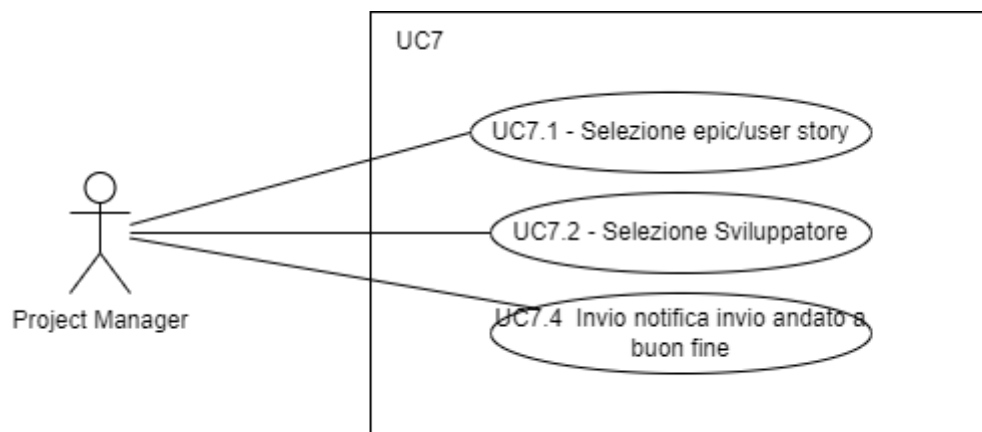 UC7
UC7.1 - Selezione epic/user story
UC7.2 - Selezione Sviluppatore
Project Manager
UC7.4 Invio notifica invio andato a
buon fine